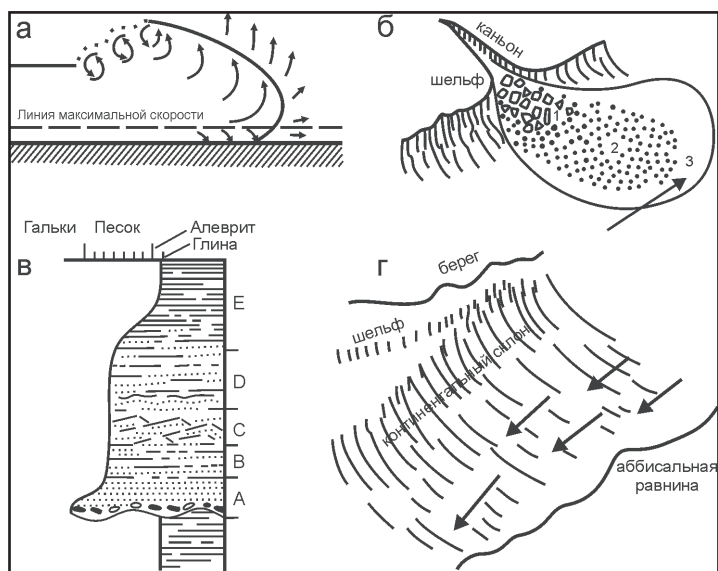 а
Линия максимальной скорости
б
каньон
шельф
1
2
3
Гальки
Песок
Алеврит
Глина
в
E
D
C
B
A
г
берег
шельф
континентальный склон
аббисальная
равнина